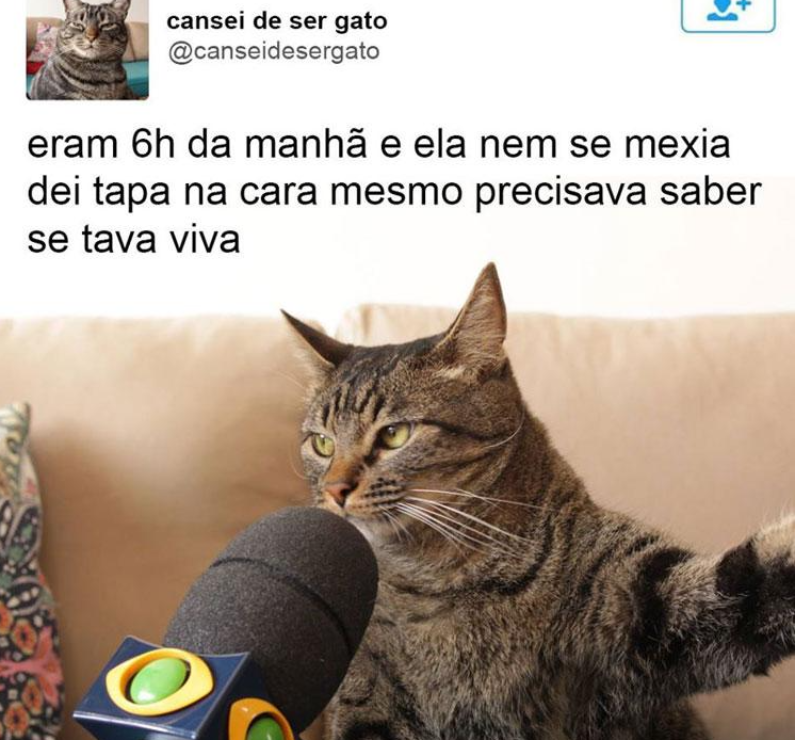 cansei de ser gato
@canseidesergato
eram 6h da manhã e ela nem se mexia
dei tapa na cara mesmo precisava saber
se tava viva